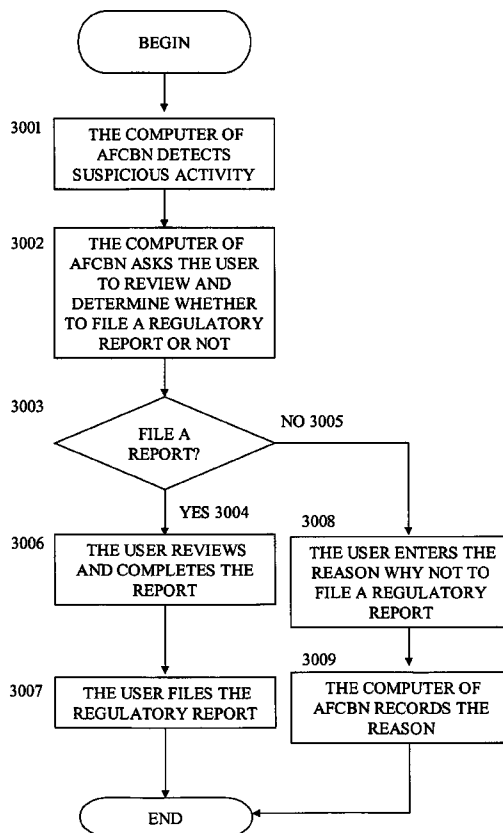 BEGIN
3001
THE COMPUTER OF
AFCBN DETECTS
SUSPICIOUS ACTIVITY
3002
THE COMPUTER OF
AFCBN ASKS THE USER
TO REVIEW AND
DETERMINE WHETHER
TO FILE A REGULATORY
REPORT OR NOT
3003
FILE A
REPORT?
NO 3005
YES 3004
3006
THE USER REVIEWS
AND COMPLETES THE
REPORT
3008
THE USER ENTERS THE
REASON WHY NOT TO
FILE A REGULATORY
REPORT
3007
THE USER FILES THE
REGULATORY REPORT
3009
THE COMPUTER OF
AFCBN RECORDS THE
REASON
END